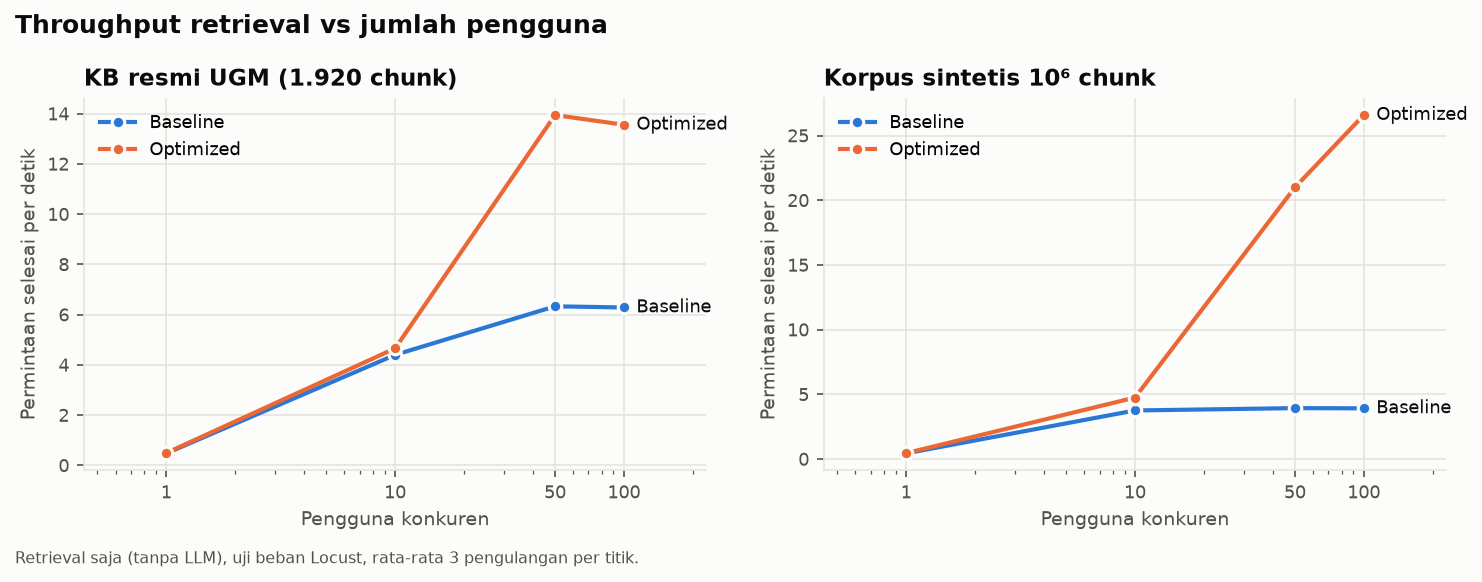 Throughput retrieval vs jumlah pengguna
KB resmi UGM (1.920 chunk)
Permintaan selesai per detik
14
12
10
8
6
4
2
0
Baseline
Optimized
Optimized
Baseline
1
10
50
100
Pengguna konkuren
Korpus sintetis 10⁶ chunk
Permintaan selesai per detik
25
20
15
10
5
0
Baseline
Optimized
Optimized
Baseline
1
10
50
100
Pengguna konkuren
Retrieval saja (tanpa LLM), uji beban Locust, rata-rata 3 pengulangan per titik.